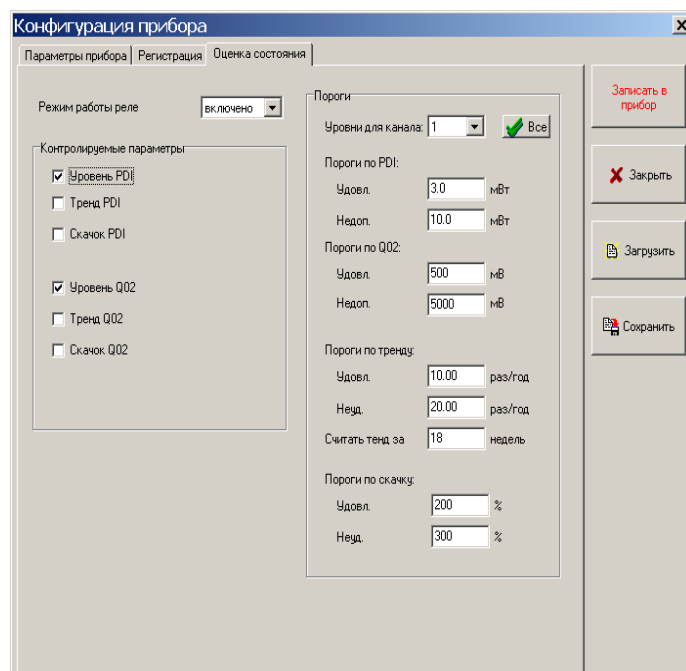 Конфигурация прибора
Параметры прибора
Регистрация
Оценка состояния
Режим работы реле
включено
Контролируемые параметры
Уровень PDI
Тренд PDI
Скачок PDI
Уровень Q02
Тренд Q02
Скачок Q02
Пороги
Уровни для канала: 1
Все
Пороги по PDI:
Удовл. 3.0 мВт
Недоп. 10.0 мВт
Пороги по Q02:
Удовл. 500 мВ
Недоп. 5000 мВ
Пороги по тренду:
Удовл. 10.00 раз/год
Неуд. 20.00 раз/год
Считать тенд за 18 недель
Пороги по скачку:
Удовл. 200 %
Неуд. 300 %
Записать в
прибор
Закрыть
Загрузить
Сохранить